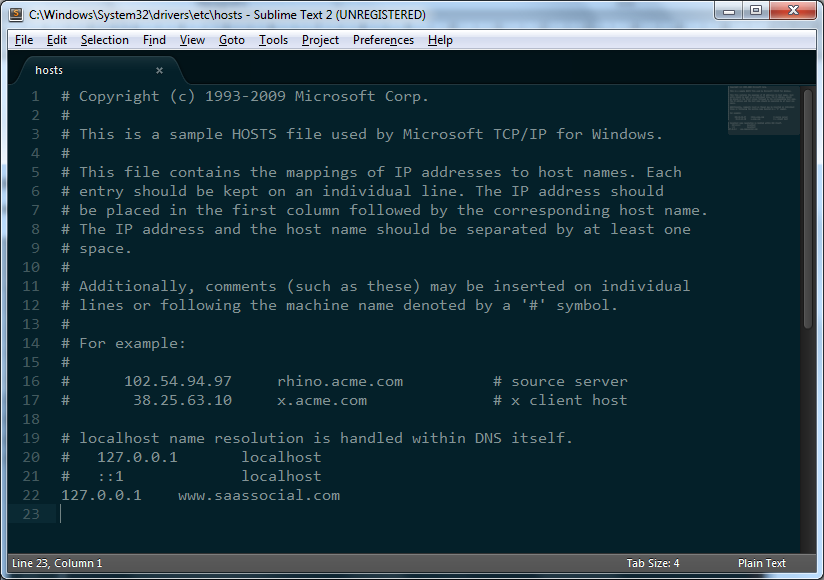 C:\Windows\System32\drivers\etc\hosts - Sublime Text 2 (UNREGISTERED)
File Edit Selection Find View Goto Tools Project Preferences Help
hosts ×
1 # Copyright (c) 1993-2009 Microsoft Corp.
2 #
3 # This is a sample HOSTS file used by Microsoft TCP/IP for Windows.
4 #
5 # This file contains the mappings of IP addresses to host names. Each
6 # entry should be kept on an individual line. The IP address should
7 # be placed in the first column followed by the corresponding host name.
8 # The IP address and the host name should be separated by at least one
9 # space.
10 #
11 # Additionally, comments (such as these) may be inserted on individual
12 # lines or following the machine name denoted by a '#' symbol.
13 #
14 # For example:
15 #
16 #      102.54.94.97     rhino.acme.com          # source server
17 #       38.25.63.10     x.acme.com              # x client host
18
19 # localhost name resolution is handled within DNS itself.
20 #   127.0.0.1       localhost
21 #   ::1             localhost
22 127.0.0.1    www.saassocial.com
23
Line 23, Column 1 Tab Size: 4 Plain Text